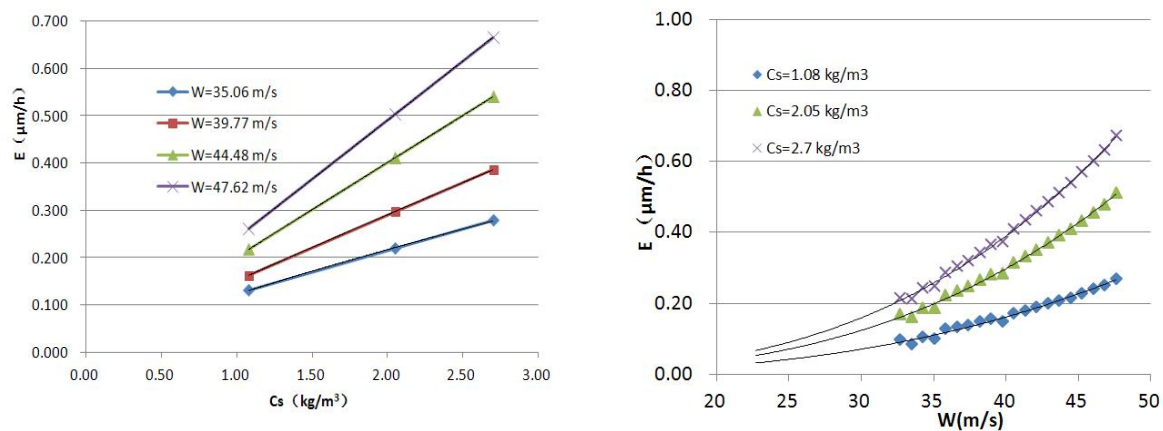 0.700
0.600
0.500
0.400
0.300
0.200
0.100
0.000
E（μm/h）
W=35.06 m/s
W=39.77 m/s
W=44.48 m/s
W=47.62 m/s
0.00 0.50 1.00 1.50 2.00 2.50 3.00
Cs（kg/m³）
1.00
0.80
0.60
0.40
0.20
0.00
E（μm/h)
Cs=1.08 kg/m3
Cs=2.05 kg/m3
Cs=2.7 kg/m3
20 25 30 35 40 45 50
W(m/s)